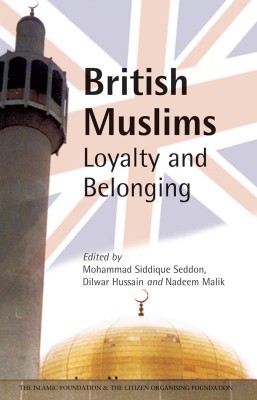 British
Muslims
Loyalty and
Belonging
Edited by
Mohammad Siddique Seddon,
Dilwar Hussain and Nadeem Malik
THE ISLAMIC FOUNDATION & THE CITIZEN ORGANISING FOUNDATION